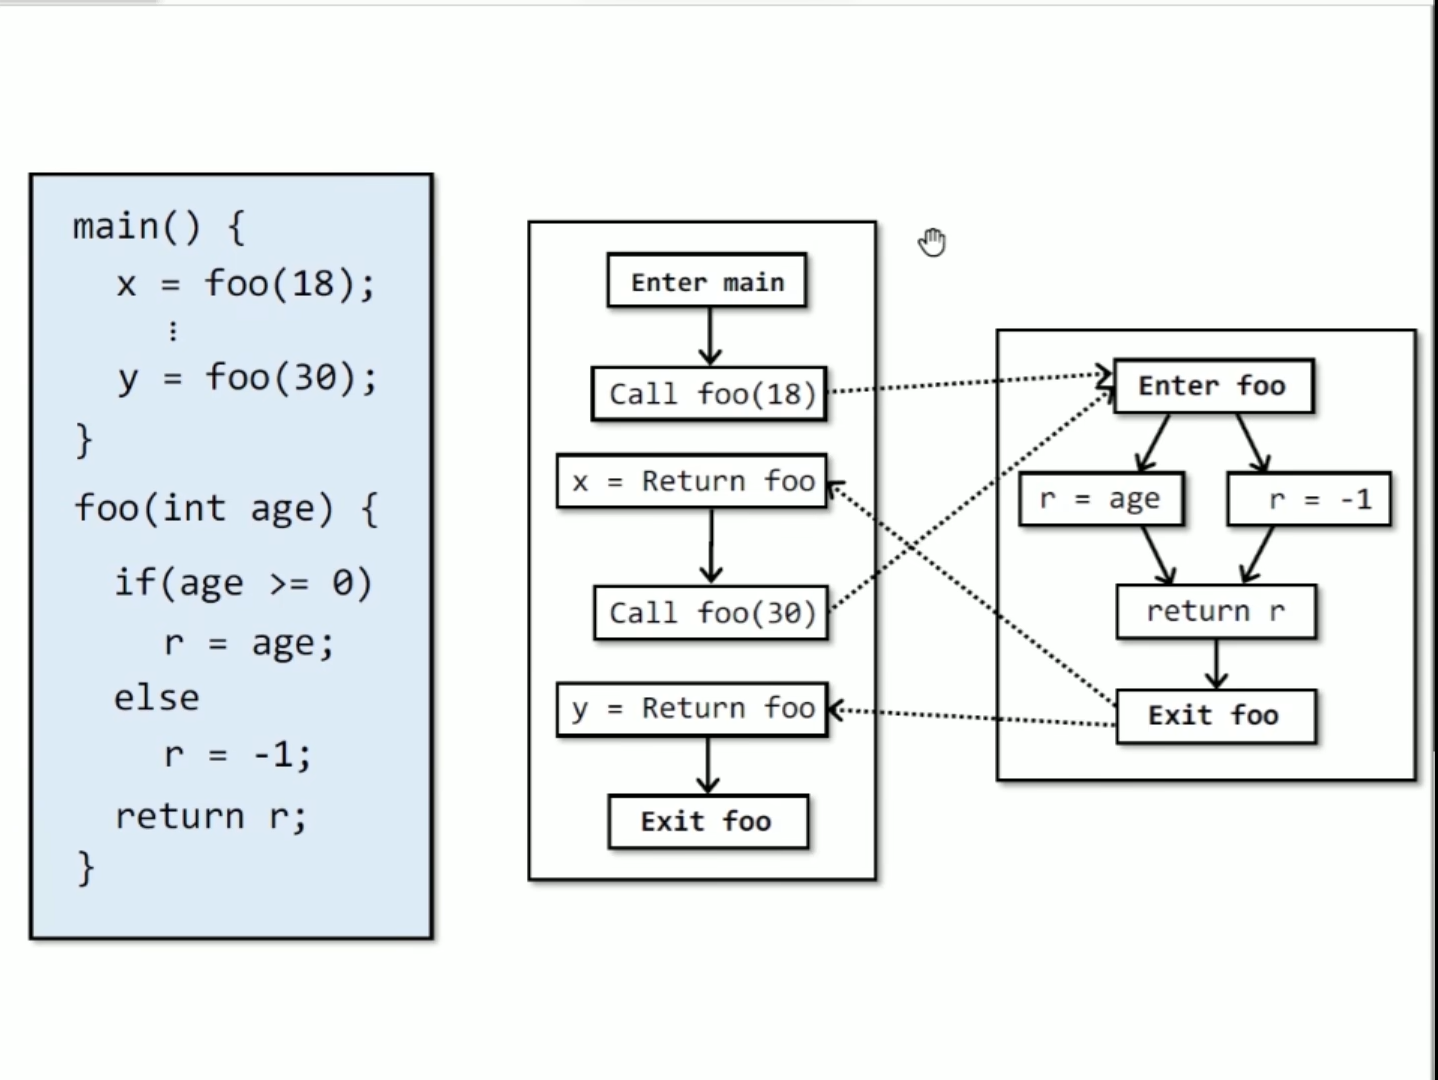 main() {
x = foo(18);
⋮
y = foo(30);
}
foo(int age) {
if(age >= 0)
r = age;
else
r = -1;
return r;
}
Enter main
Call foo(18)
x = Return foo
Call foo(30)
y = Return foo
Exit foo
Enter foo
r = age
r = -1
return r
Exit foo